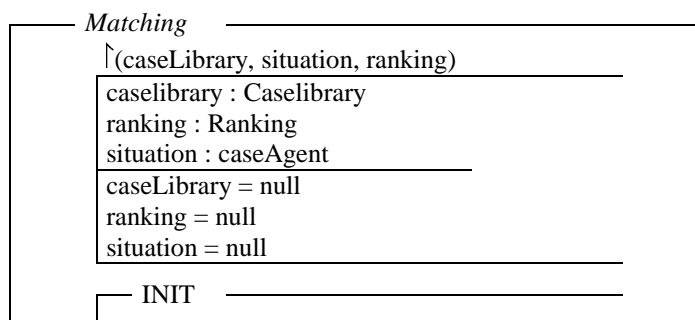 Matching
↾(caseLibrary, situation, ranking)
caselibrary : Caselibrary
ranking : Ranking
situation : caseAgent
caseLibrary = null
ranking = null
situation = null
INIT